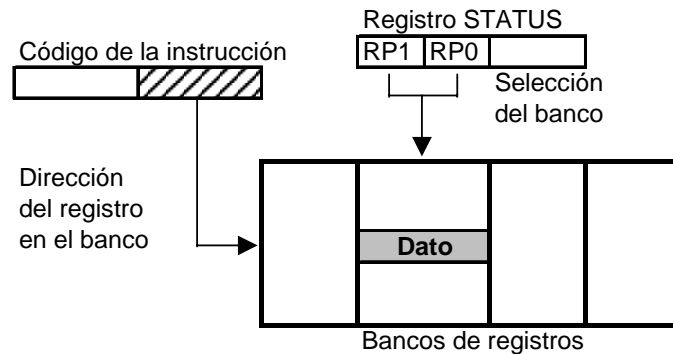 Registro STATUS
Código de la instrucción
RP1 RP0
Selección
del banco
Dirección
del registro
en el banco
Dato
Bancos de registros